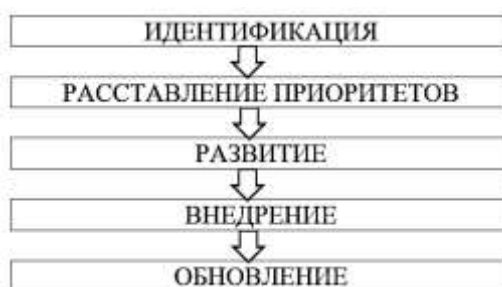 ИДЕНТИФИКАЦИЯ
РАССТАВЛЕНИЕ ПРИОРИТЕТОВ
РАЗВИТИЕ
ВНЕДРЕНИЕ
ОБНОВЛЕНИЕ